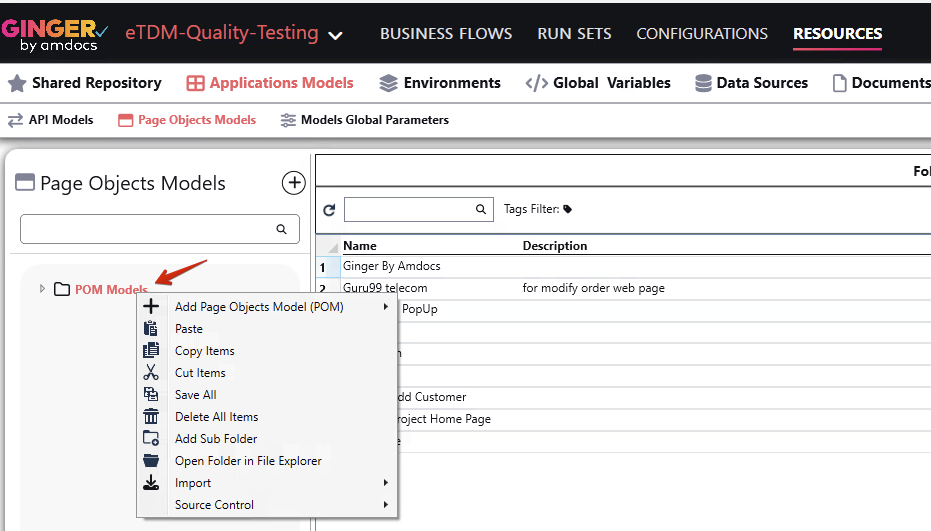 GINGER
by amdocs
eTDM-Quality-Testing
BUSINESS FLOWS
RUN SETS
CONFIGURATIONS
RESOURCES
Shared Repository
Applications Models
Environments
</> Global Variables
Data Sources
Documents
API Models
Page Objects Models
Models Global Parameters
Page Objects Models
POM Models
Add Page Objects Model (POM)
Paste
Copy Items
Cut Items
Save All
Delete All Items
Add Sub Folder
Open Folder in File Explorer
Import
Source Control
Fol
Tags Filter:
Name Description
1 Ginger By Amdocs
2 Guru99 telecom for modify order web page
PopUp
dd Customer
roject Home Page